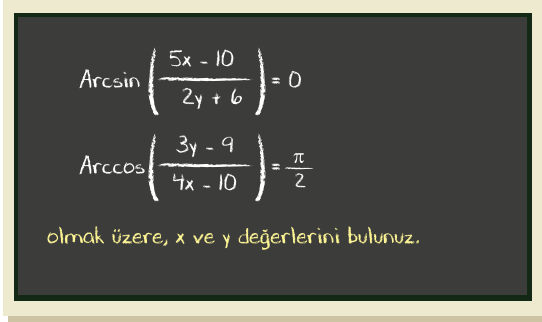 Arcsin ( (5x - 10) / (2y + 6) ) = 0
Arccos ( (3y - 9) / (4x - 10) ) = π / 2
olmak üzere, x ve y değerlerini bulunuz.